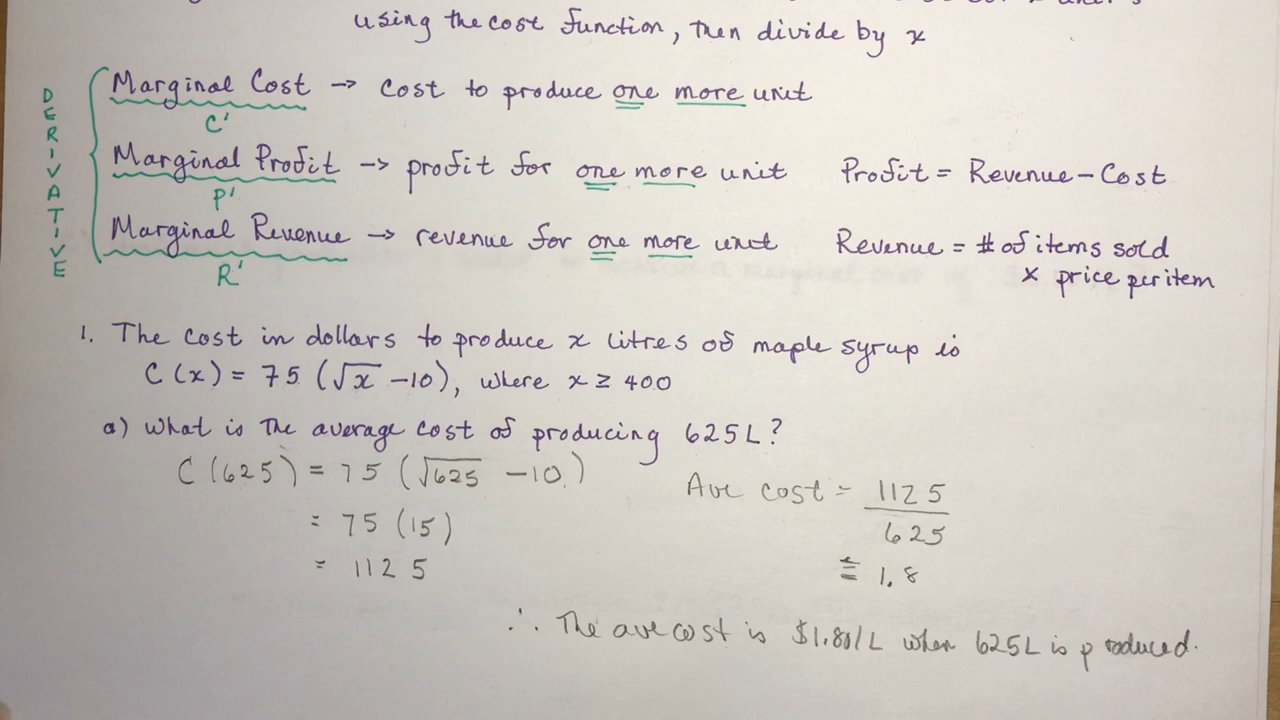 using the cost function, then divide by x
DERIVATIVE
Marginal Cost → cost to produce one more unit
C'
Marginal Profit → profit for one more unit Profit = Revenue - Cost
P'
Marginal Revenue → revenue for one more unit Revenue = # of items sold
R' × price per item
1. The cost in dollars to produce x litres of maple syrup is
C(x) = 75 (√x - 10), where x ≥ 400
a) What is the average cost of producing 625L?
C(625) = 75 (√625 - 10)
Ave cost = 1125
= 75 (15)
625
= 1125
≐ 1.8
∴ The ave cost is $1.80/L when 625L is produced.